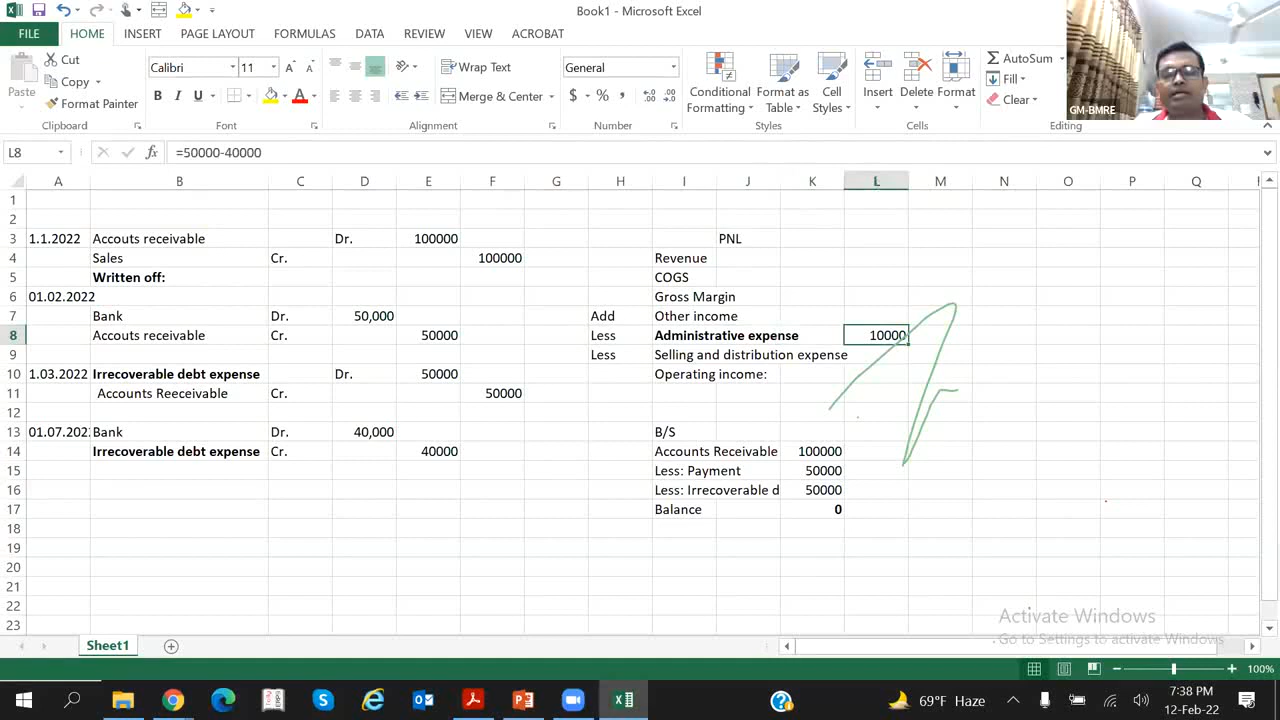 Book1 - Microsoft Excel
FILE HOME INSERT PAGE LAYOUT FORMULAS DATA REVIEW VIEW ACROBAT
Cut
Copy
Format Painter
Paste
Clipboard
Calibri 11
B I U
Font
Wrap Text
Merge & Center
Alignment
General
$ % ,
Number
Conditional Formatting
Format as Table
Cell Styles
Styles
Insert Delete Format
Cells
AutoSum
Fill
Clear
Editing
GM-BMRE
L8 fx =50000-40000
A B C D E F G H I J K L M N O P Q
1
2
3 1.1.2022 Accouts receivable Dr. 100000 PNL
4 Sales Cr. 100000 Revenue
5 Written off: COGS
6 01.02.2022 Gross Margin
7 Bank Dr. 50,000 Add Other income
8 Accouts receivable Cr. 50000 Less Administrative expense 10000
9 Less Selling and distribution expense
10 1.03.2022 Irrecoverable debt expense Dr. 50000 Operating income:
11 Accounts Reeceivable Cr. 50000
12
13 01.07.202 Bank Dr. 40,000 B/S
14 Irrecoverable debt expense Cr. 40000 Accounts Receivable 100000
15 Less: Payment 50000
16 Less: Irrecoverable d 50000
17 Balance 0
18
19
20
21
22
23
Activate Windows
Go to Settings to activate Windows
Sheet1
100%
69°F Haze
7:38 PM
12-Feb-22